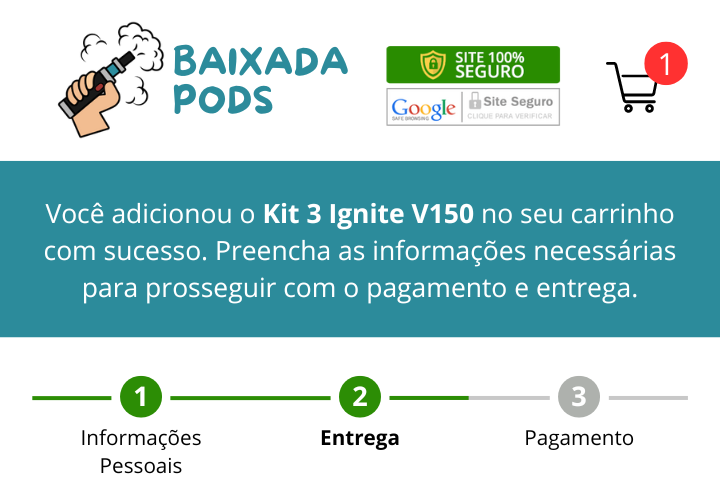 BAIXADA
PODS
SITE 100%
SEGURO
Google
SAFE BROWSING
Site Seguro
CLIQUE PARA VERIFICAR
1
Você adicionou o Kit 3 Ignite V150 no seu carrinho
com sucesso. Preencha as informações necessárias
para prosseguir com o pagamento e entrega.
1
2
3
Informações
Pessoais
Entrega
Pagamento